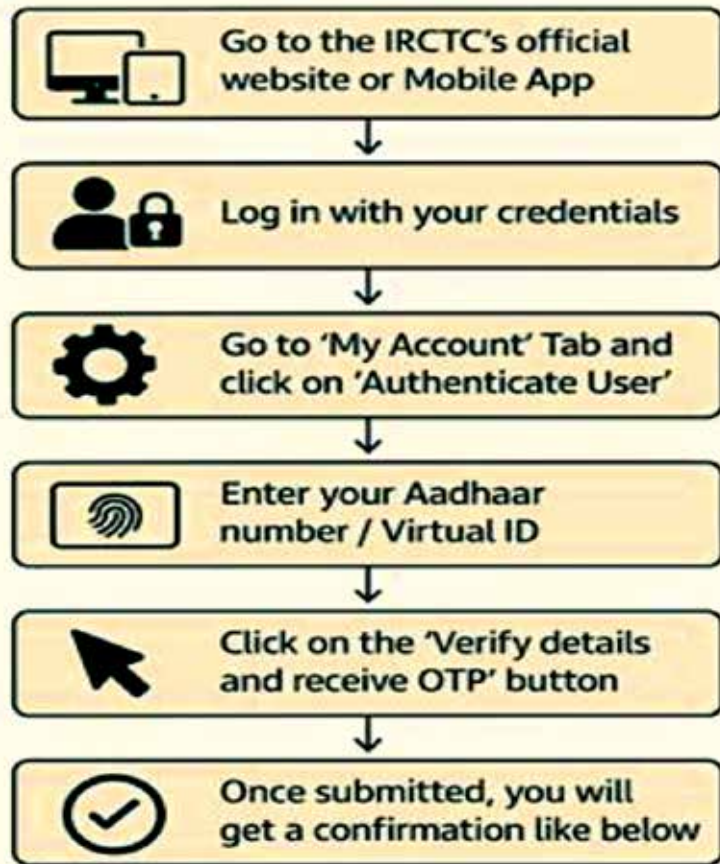 Go to the IRCTC's official
website or Mobile App
Log in with your credentials
Go to ‘My Account’ Tab and
click on ‘Authenticate User’
Enter your Aadhaar
number / Virtual ID
Click on the ‘Verify details
and receive OTP’ button
Once submitted, you will
get a confirmation like below